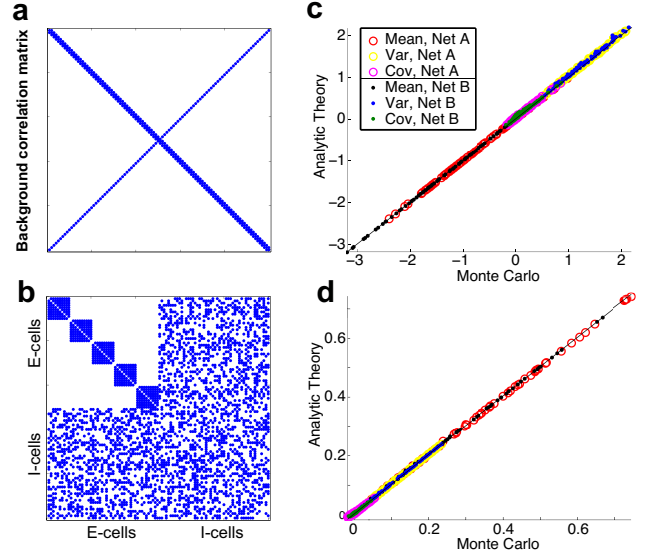 a
Background correlation matrix
c
Analytic Theory
2
1
0
−1
−2
−3
Mean, Net A
Var, Net A
Cov, Net A
Mean, Net B
Var, Net B
Cov, Net B
−3 −2 −1 0 1 2
Monte Carlo
b
E-cells
I-cells
E-cells I-cells
d
Analytic Theory
0.6
0.4
0.2
0
0 0.2 0.4 0.6
Monte Carlo